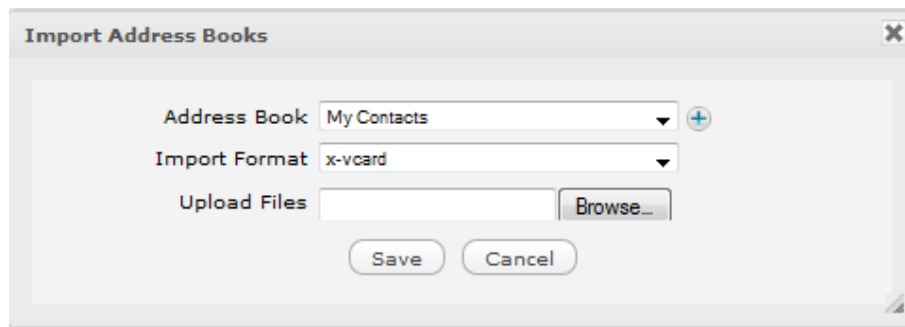 Import Address Books
Address Book My Contacts
Import Format x-vcard
Upload Files Browse...
Save Cancel